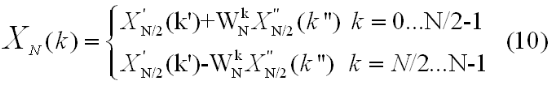 X_N(k) = { X'_{N/2}(k')+W_N^k X''_{N/2}(k'') k = 0...N/2-1
X'_{N/2}(k')-W_N^k X''_{N/2}(k'') k = N/2...N-1 (10)